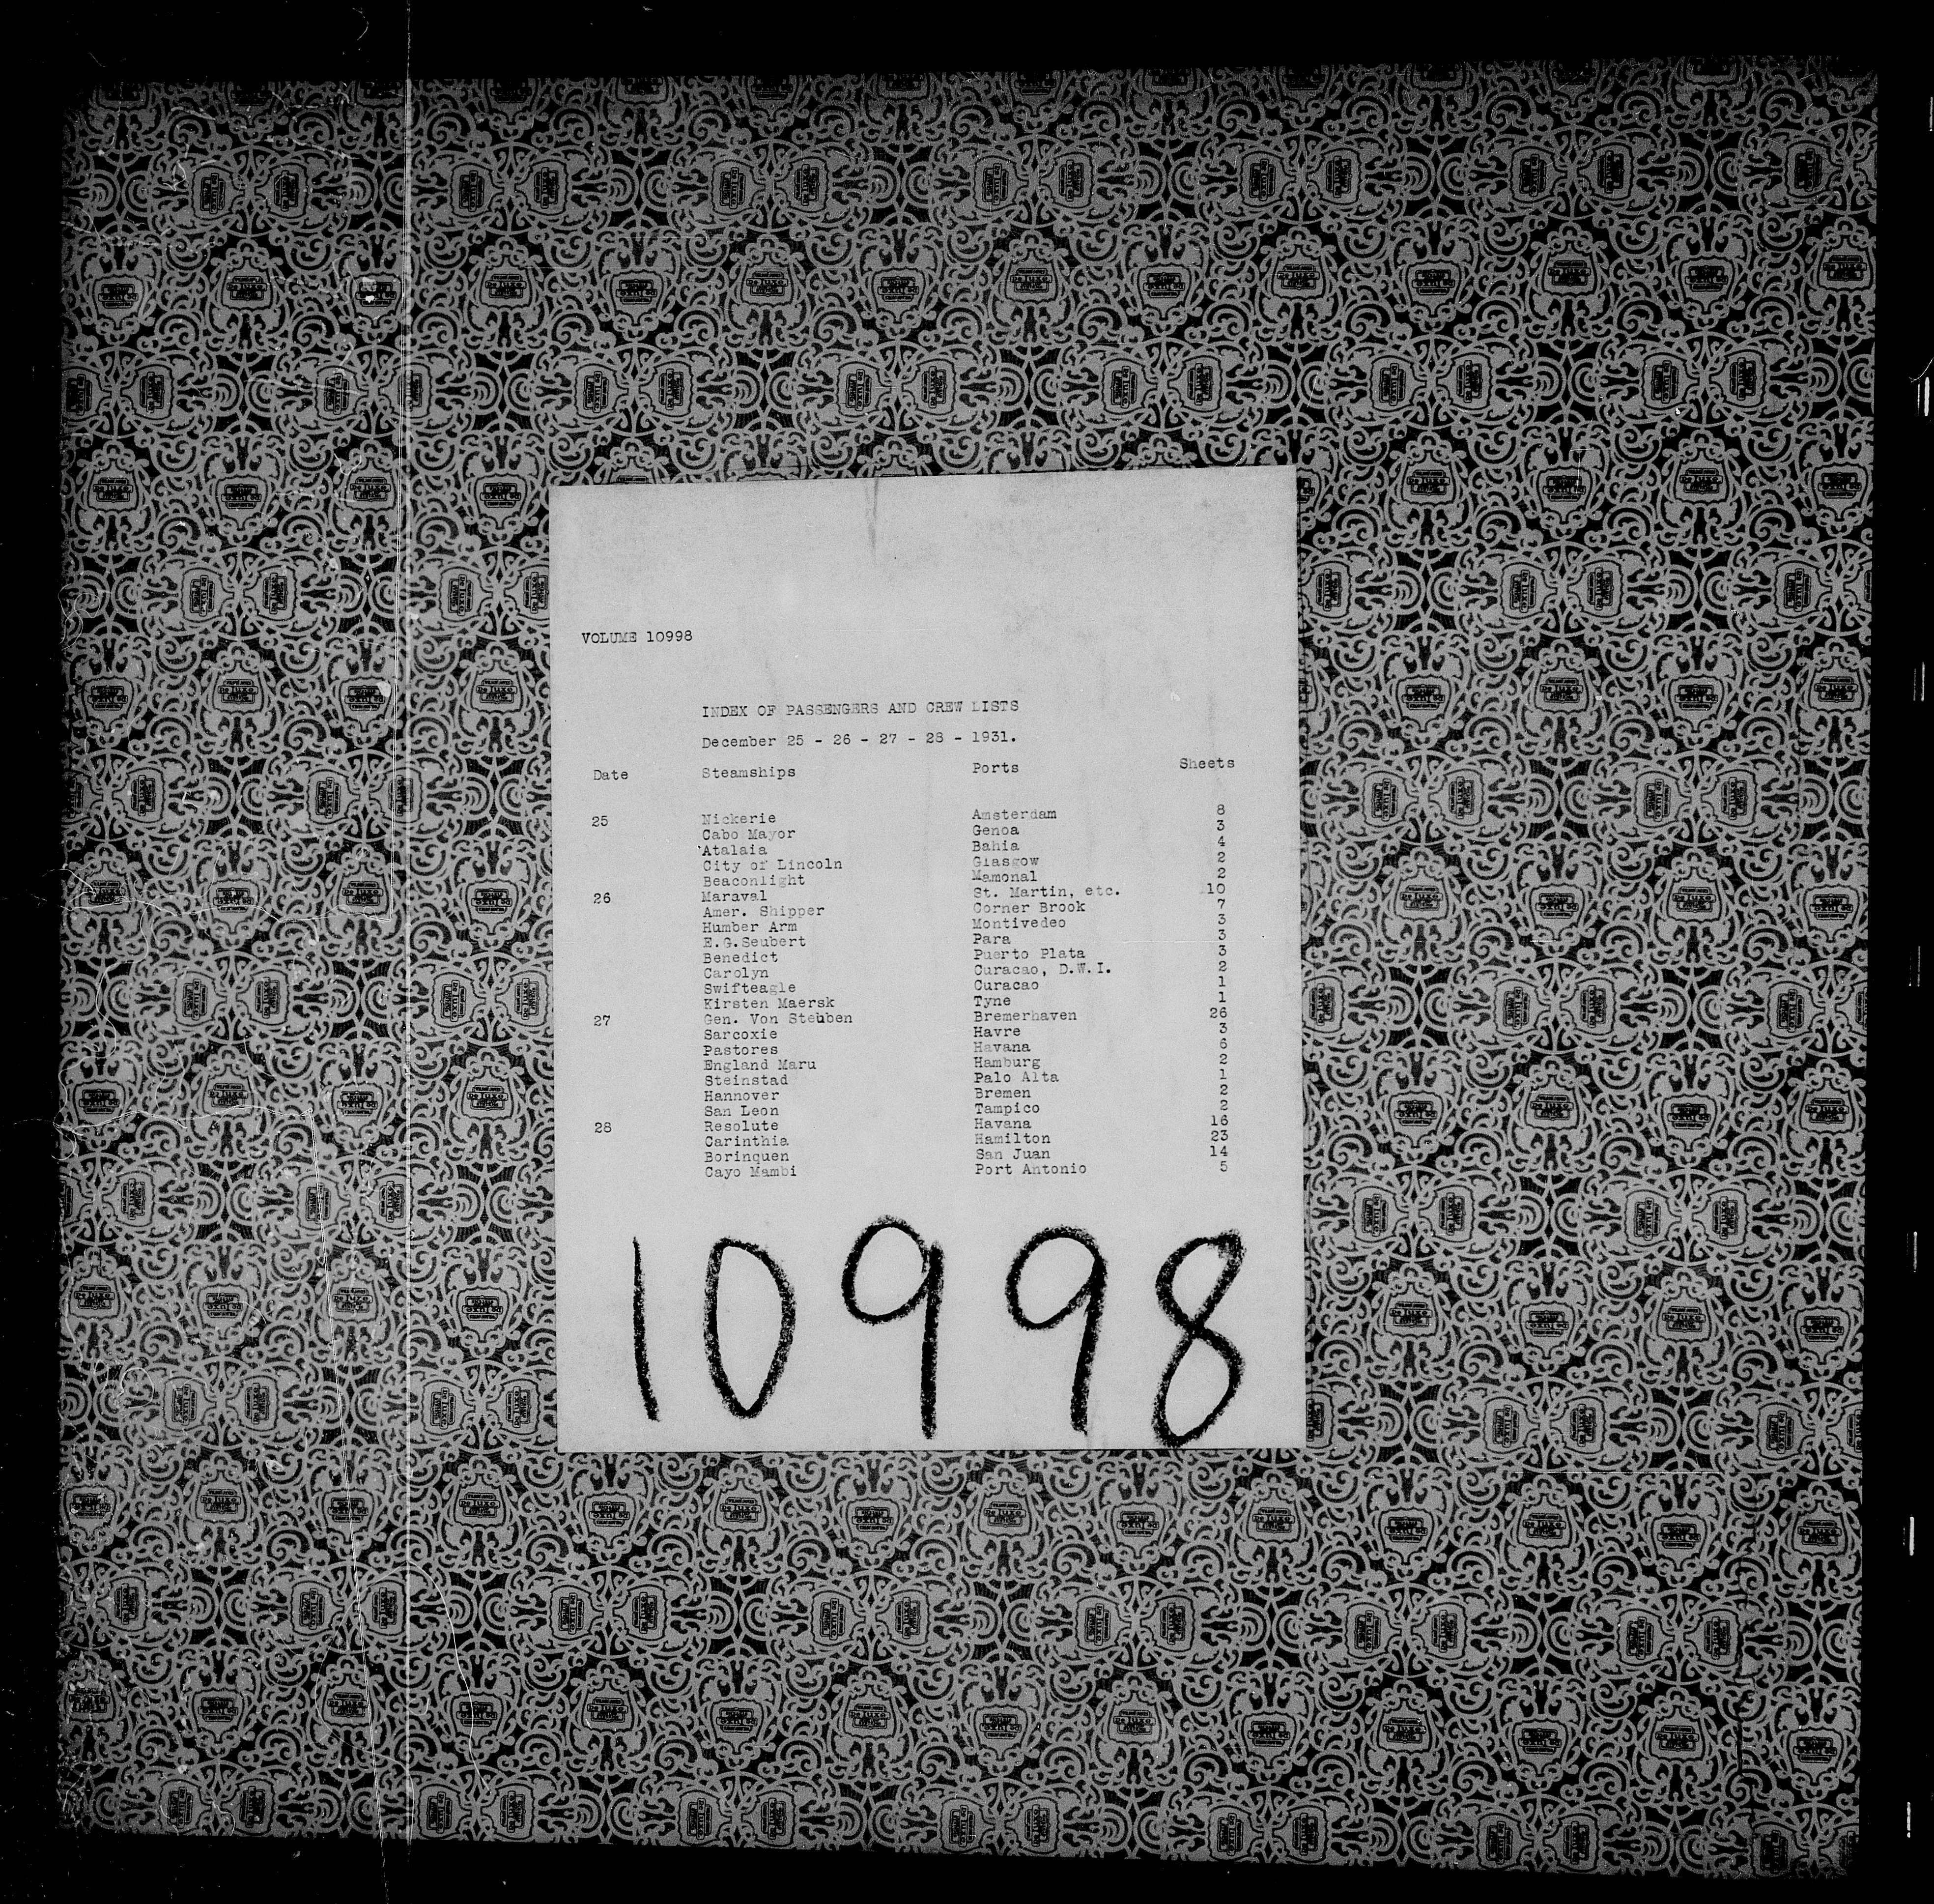 VOLUME 10998
INDEX OF PASSENGERS AND CREW LISTS
December 25 - 26 - 27 - 28 - 1931.
Date Steamships Ports Sheets
25 Nickerie Amsterdam 8
Cabo Mayor Genoa 3
Atalaia Bahia 4
City of Lincoln Glasgow 2
Beaconlight Mamonal 2
26 Maraval St. Martin, etc. 10
Amer. Shipper Corner Brook 7
Humber Arm Montivedeo 3
E.G.Seubert Para 3
Benedict Puerto Plata 3
Carolyn Curacao, D.W.I. 2
Swifteagle Curacao 1
Kirsten Maersk Tyne 1
27 Gen. Von Steuben Bremerhaven 26
Sarcoxie Havre 3
Pastores Havana 6
England Maru Hamburg 2
Steinstad Palo Alta 1
Hannover Bremen 2
San Leon Tampico 2
28 Resolute Havana 16
Carinthia Hamilton 23
Borinquen San Juan 14
Cayo Mambi Port Antonio 5
10998